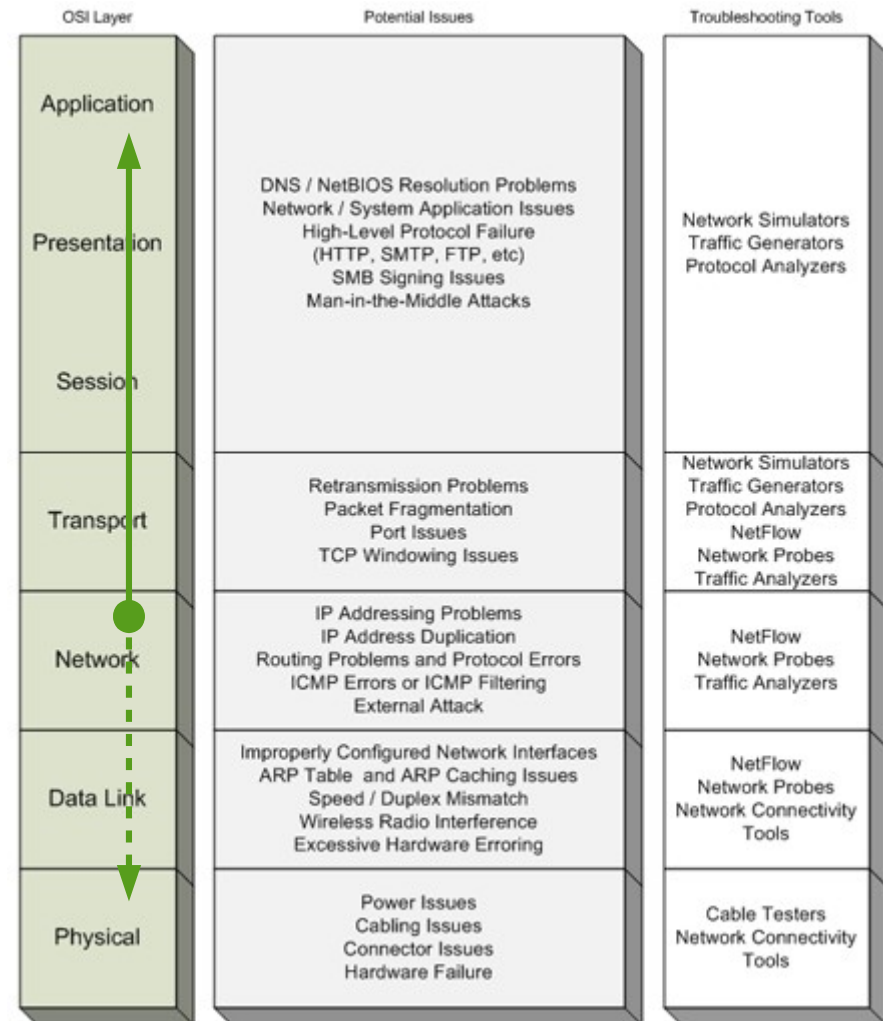 OSI Layer
Potential Issues
Troubleshooting Tools
Application
Presentation
Session
DNS / NetBIOS Resolution Problems
Network / System Application Issues
High-Level Protocol Failure
(HTTP, SMTP, FTP, etc)
SMB Signing Issues
Man-in-the-Middle Attacks
Network Simulators
Traffic Generators
Protocol Analyzers
Transport
Retransmission Problems
Packet Fragmentation
Port Issues
TCP Windowing Issues
Network Simulators
Traffic Generators
Protocol Analyzers
NetFlow
Network Probes
Traffic Analyzers
Network
IP Addressing Problems
IP Address Duplication
Routing Problems and Protocol Errors
ICMP Errors or ICMP Filtering
External Attack
NetFlow
Network Probes
Traffic Analyzers
Data Link
Improperly Configured Network Interfaces
ARP Table and ARP Caching Issues
Speed / Duplex Mismatch
Wireless Radio Interference
Excessive Hardware Erroring
NetFlow
Network Probes
Network Connectivity
Tools
Physical
Power Issues
Cabling Issues
Connector Issues
Hardware Failure
Cable Testers
Network Connectivity
Tools